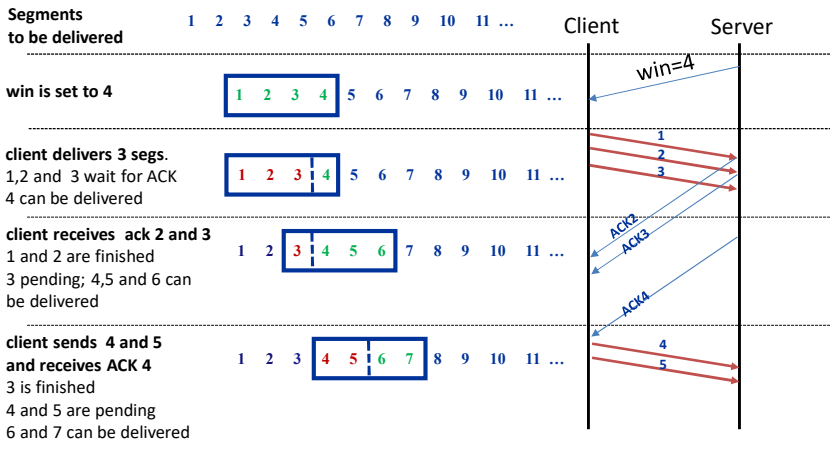 Segments
to be delivered
1 2 3 4 5 6 7 8 9 10 11 ...
Client
Server
win is set to 4
1 2 3 4 5 6 7 8 9 10 11 ...
win=4
client delivers 3 segs.
1,2 and 3 wait for ACK
4 can be delivered
1 2 3 4 5 6 7 8 9 10 11 ...
1
2
3
client receives ack 2 and 3
1 and 2 are finished
3 pending; 4,5 and 6 can
be delivered
1 2 3 4 5 6 7 8 9 10 11 ...
ACK2
ACK3
ACK4
client sends 4 and 5
and receives ACK 4
3 is finished
4 and 5 are pending
6 and 7 can be delivered
1 2 3 4 5 6 7 8 9 10 11 ...
4
5